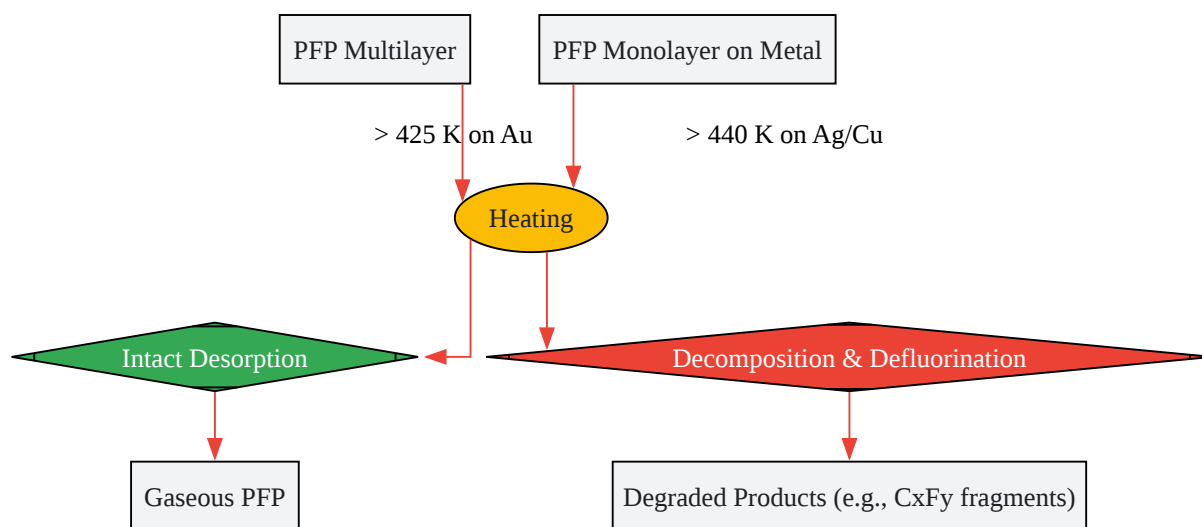 PFP Multilayer
PFP Monolayer on Metal
> 425 K on Au
> 440 K on Ag/Cu
Heating
Intact Desorption
Decomposition & Defluorination
Gaseous PFP
Degraded Products (e.g., CxFy fragments)